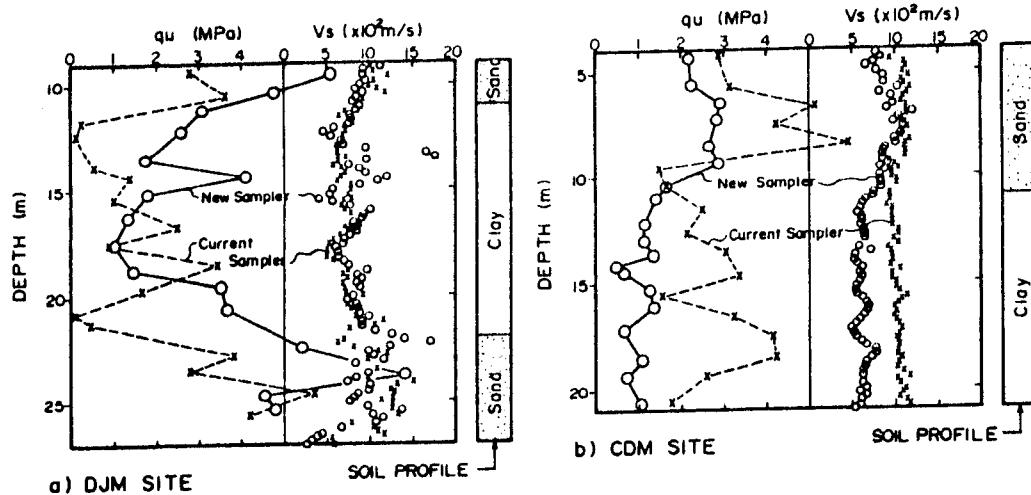 qu (MPa) Vs (x10²m/s)
0 1 2 3 4 0 5 10 15 20
10
15
20
25
DEPTH (m)
New Sampler
Current
Sampler
Sand
Clay
Sand
SOIL PROFILE
a) DJM SITE
qu (MPa) Vs (x10²m/s)
0 1 2 3 4 0 5 10 15 20
5
10
15
20
DEPTH (m)
New Sampler
Current Sampler
Sand
Clay
SOIL PROFILE
b) CDM SITE